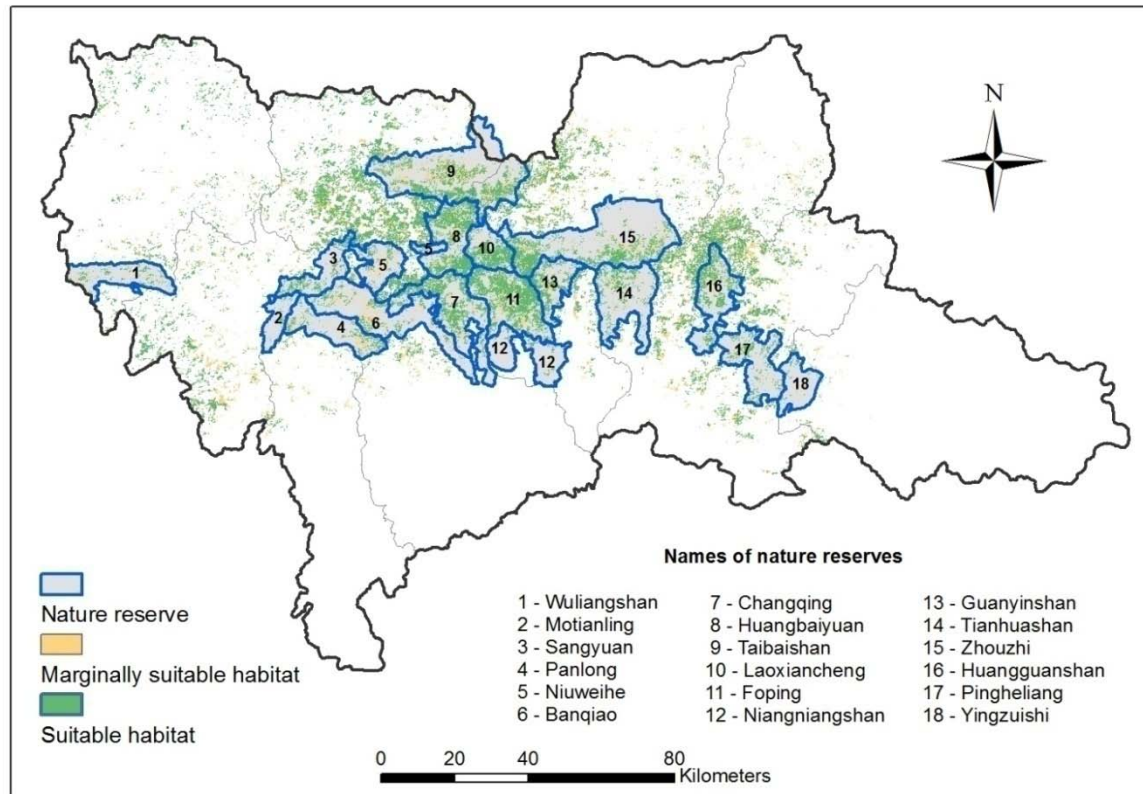 N
9
8
5
10
15
3
5
1
13
16
7
11
14
2
4
6
12
12
17
18
Nature reserve
Marginally suitable habitat
Suitable habitat
Names of nature reserves
1 - Wuliangshan
2 - Motianling
3 - Sangyuan
4 - Panlong
5 - Niuweihe
6 - Banqiao
7 - Changqing
8 - Huangbaiyuan
9 - Taibaishan
10 - Laoxiancheng
11 - Foping
12 - Niangniangshan
13 - Guanyinshan
14 - Tianhuashan
15 - Zhouzhi
16 - Huangguanshan
17 - Pingheliang
18 - Yingzuishi
0 20 40 80
Kilometers